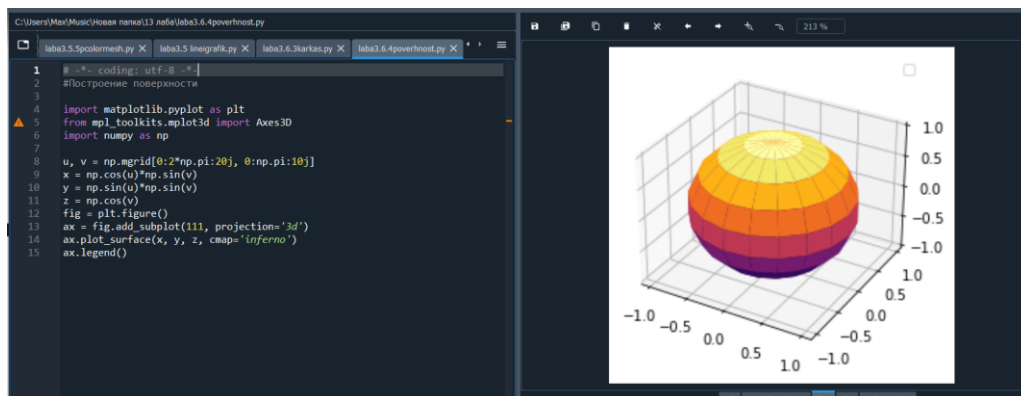 C:\Users\Max\Music\Новая папка\13 лаба\laba3.6.4poverhnost.py
laba3.5.5pcolormesh.py
laba3.5 lineigrafik.py
laba3.6.3karkas.py
laba3.6.4poverhnost.py
213 %
1 # -*- coding: utf-8 -*-
2 #Построение поверхности
3
4 import matplotlib.pyplot as plt
5 from mpl_toolkits.mplot3d import Axes3D
6 import numpy as np
7
8 u, v = np.mgrid[0:2*np.pi:20j, 0:np.pi:10j]
9 x = np.cos(u)*np.sin(v)
10 y = np.sin(u)*np.sin(v)
11 z = np.cos(v)
12 fig = plt.figure()
13 ax = fig.add_subplot(111, projection='3d')
14 ax.plot_surface(x, y, z, cmap='inferno')
15 ax.legend()
1.0
0.5
0.0
−0.5
−1.0
1.0
0.5
0.0
−0.5
−1.0
−1.0
−0.5
0.0
0.5
1.0